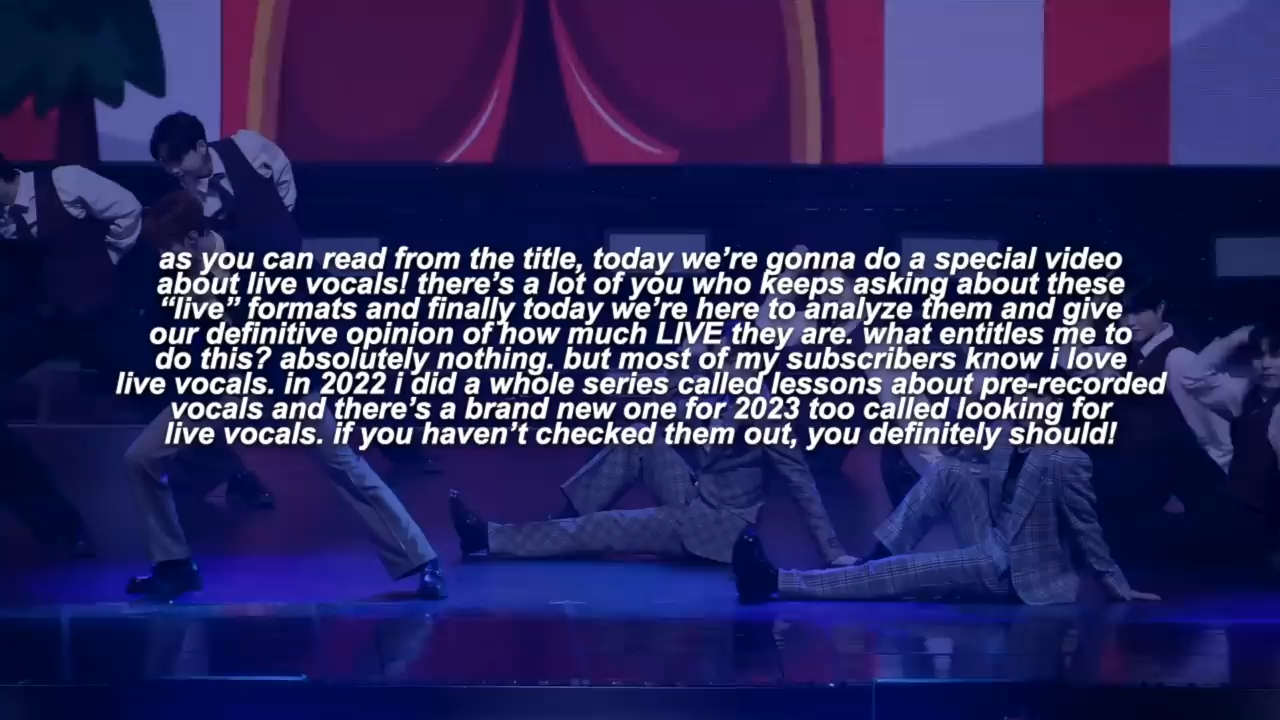 as you can read from the title, today we're gonna do a special video
about live vocals! there's a lot of you who keeps asking about these
“live” formats and finally today we're here to analyze them and give
our definitive opinion of how much LIVE they are. what entitles me to
do this? absolutely nothing. but most of my subscribers know i love
live vocals. in 2022 i did a whole series called lessons about pre-recorded
vocals and there's a brand new one for 2023 too called looking for
live vocals. if you haven't checked them out, you definitely should!